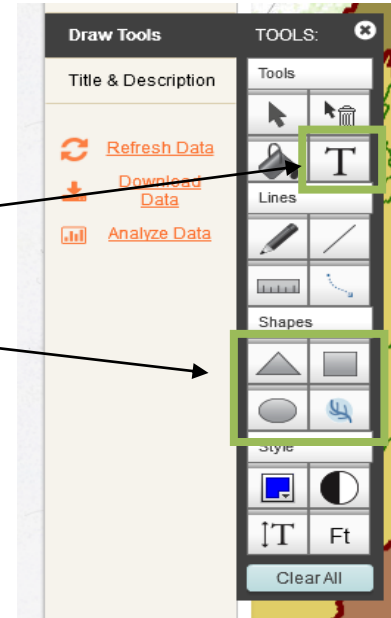 Draw Tools
TOOLS:
Title & Description
Tools
Refresh Data
Download
Data
Analyze Data
T
Lines
Shapes
Style
T
Ft
Clear All